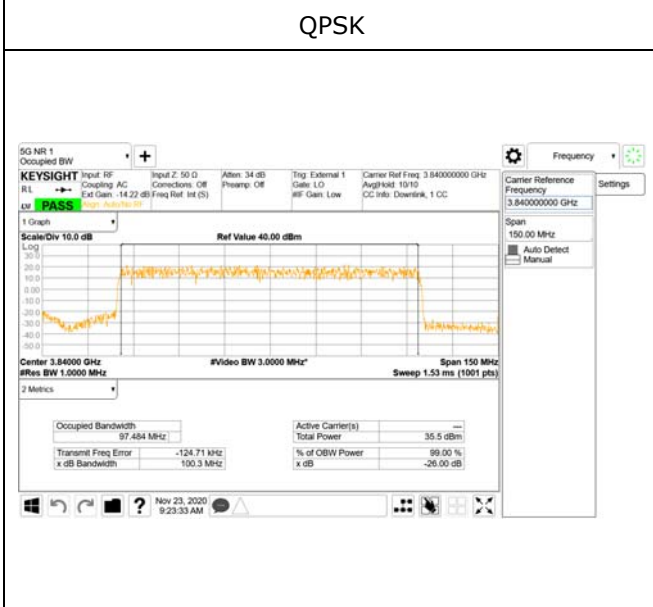 QPSK
5G NR 1
Occupied BW
Frequency
KEYSIGHT
Input: RF
Input Z: 50 Ω
Atten: 34 dB
Trig: External 1
Carrier Ref Freq: 3.840000000 GHz
RL
Coupling: AC
Corrections: Off
Preamp: Off
Gate: LO
Avg|Hold: 10/10
Ext Gain: -14.22 dB
Freq Ref: Int (S)
#IF Gain: Low
CC Info: Downlink, 1 CC
PASS
Align: Auto/No RF
Carrier Reference
Frequency
3.840000000 GHz
Settings
Span
150.00 MHz
Auto Detect
Manual
1 Graph
Scale/Div 10.0 dB
Ref Value 40.00 dBm
Log
30.0
20.0
10.0
0.00
-10.0
-20.0
-30.0
-40.0
-50.0
Center 3.84000 GHz
#Video BW 3.0000 MHz*
Span 150 MHz
#Res BW 1.0000 MHz
Sweep 1.53 ms (1001 pts)
2 Metrics
Occupied Bandwidth
97.484 MHz
Active Carrier(s)
---
Total Power
35.5 dBm
Transmit Freq Error
-124.71 kHz
% of OBW Power
99.00 %
x dB Bandwidth
100.3 MHz
x dB
-26.00 dB
Nov 23, 2020
9:23:33 AM